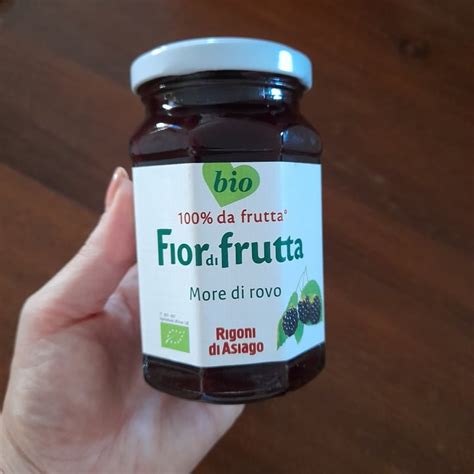 bio
100% da frutta°
Fior di frutta
More di rovo
Rigoni
di Asiago